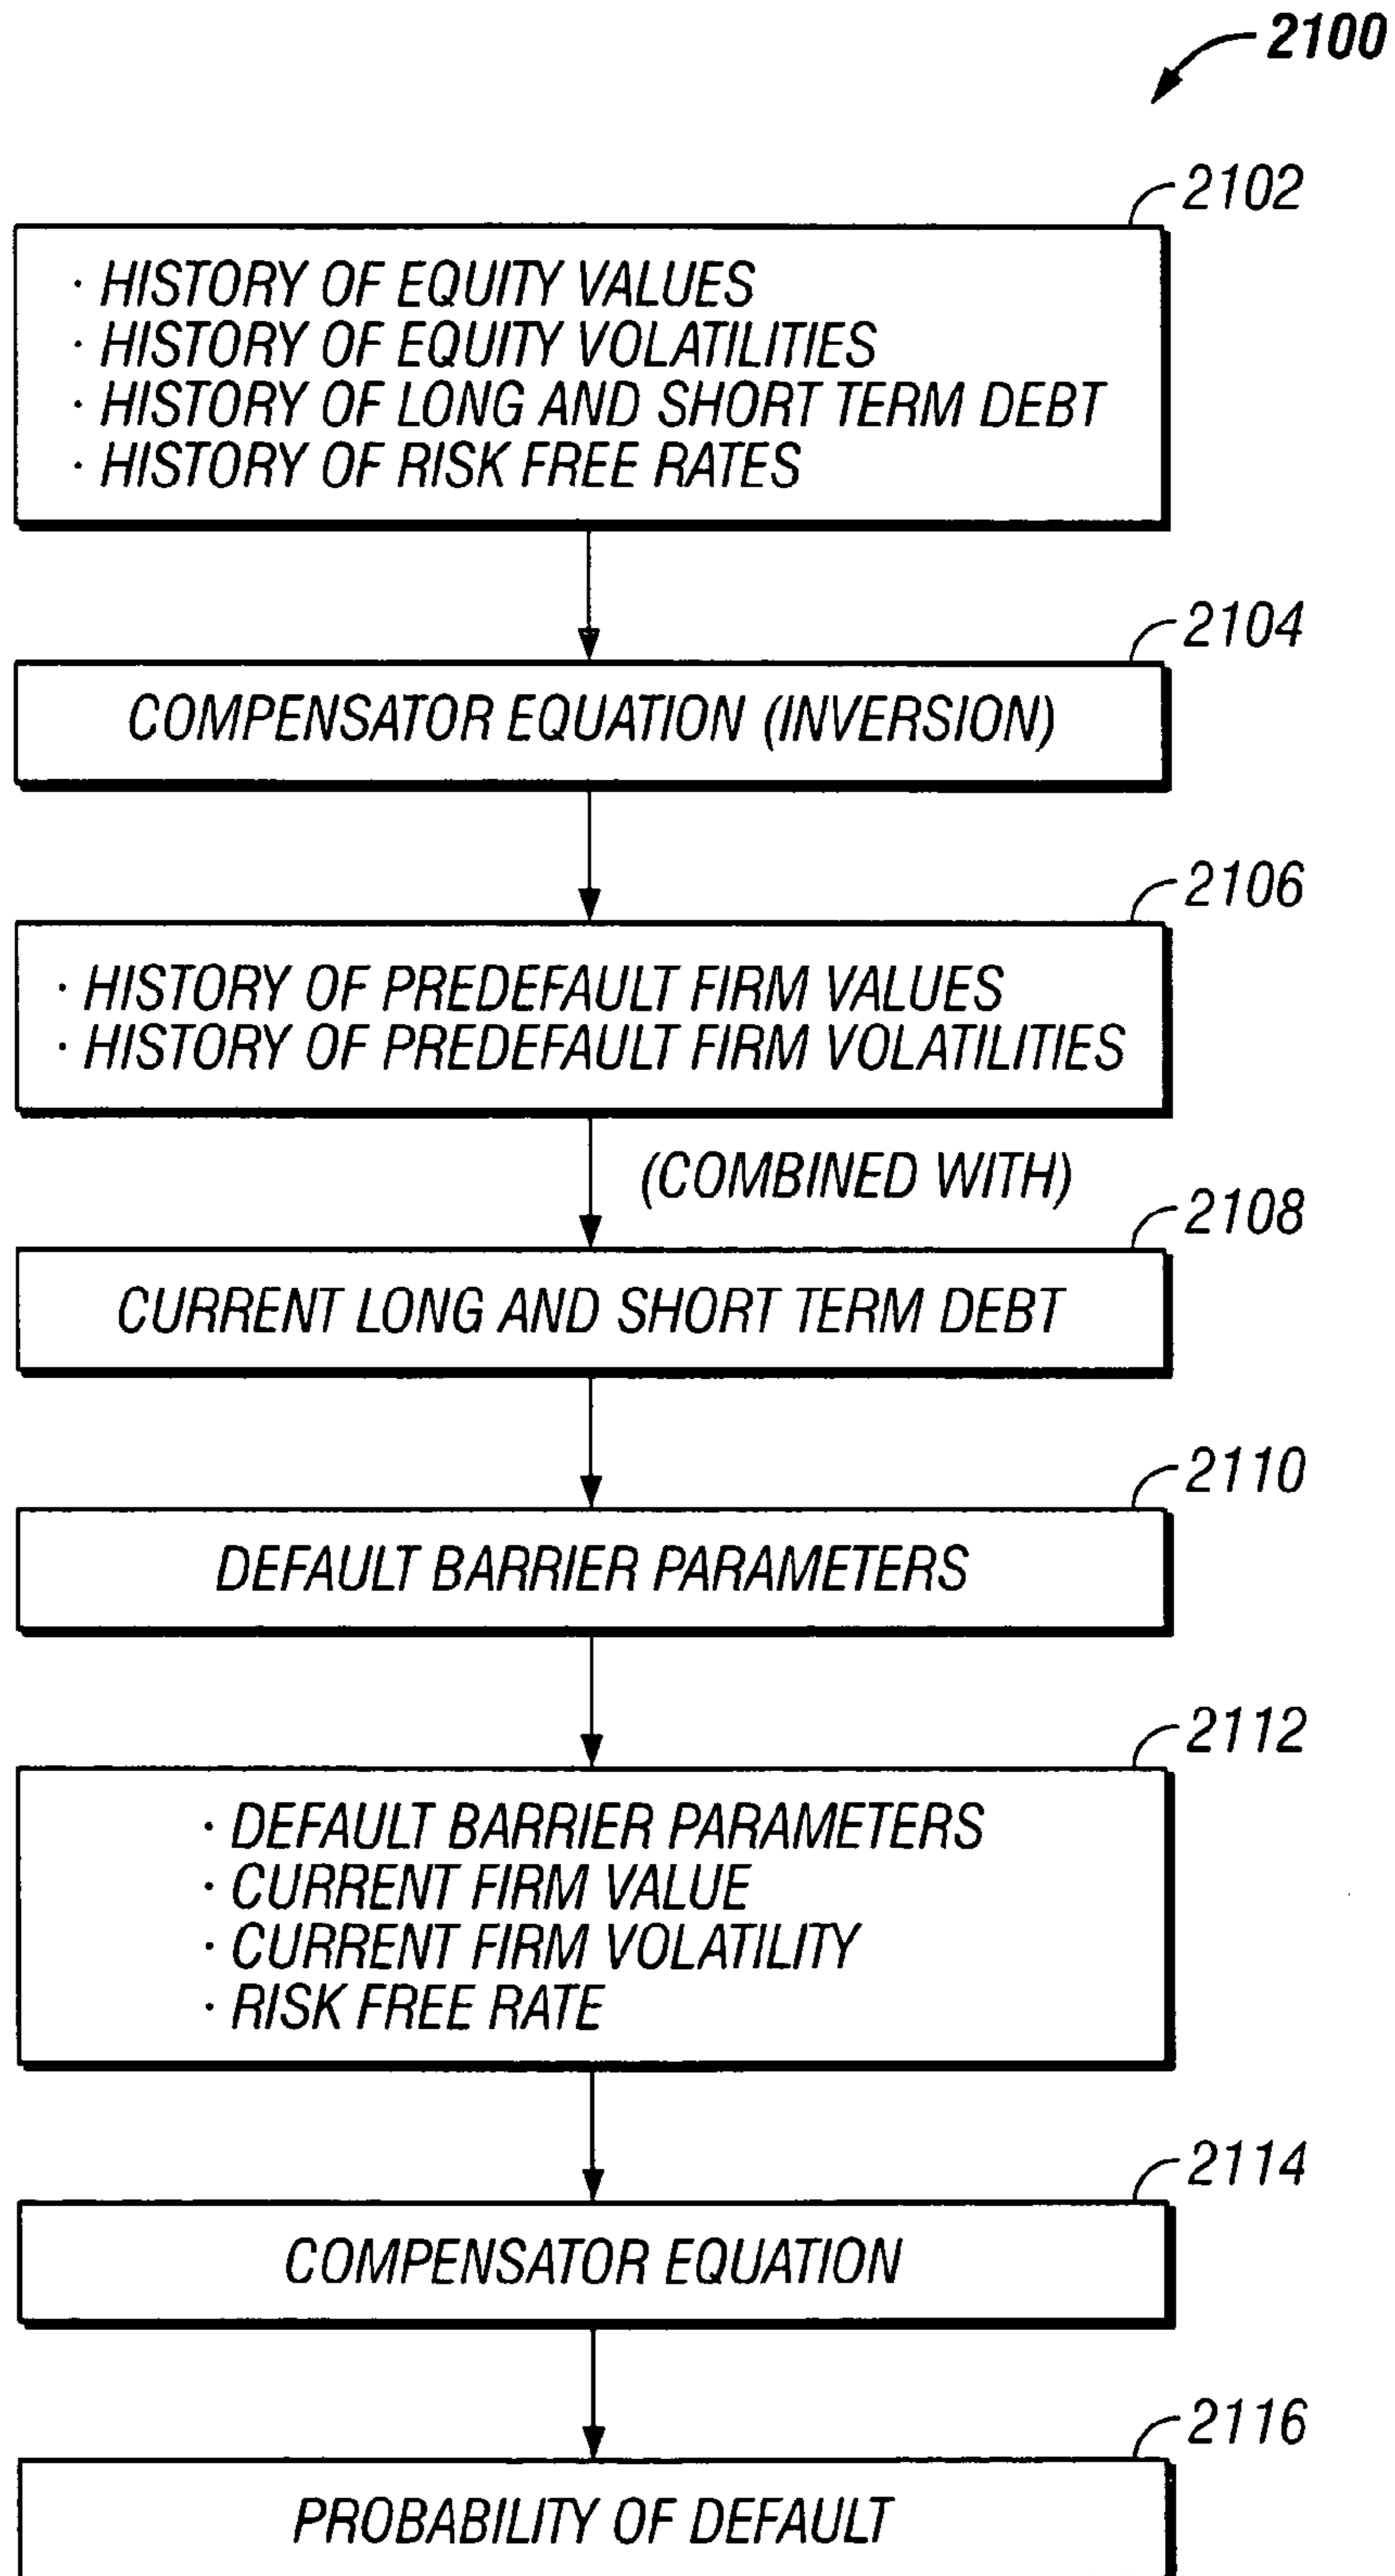 2100
2102
· HISTORY OF EQUITY VALUES
· HISTORY OF EQUITY VOLATILITIES
· HISTORY OF LONG AND SHORT TERM DEBT
· HISTORY OF RISK FREE RATES
2104
COMPENSATOR EQUATION (INVERSION)
2106
· HISTORY OF PREDEFAULT FIRM VALUES
· HISTORY OF PREDEFAULT FIRM VOLATILITIES
(COMBINED WITH)
2108
CURRENT LONG AND SHORT TERM DEBT
2110
DEFAULT BARRIER PARAMETERS
2112
· DEFAULT BARRIER PARAMETERS
· CURRENT FIRM VALUE
· CURRENT FIRM VOLATILITY
· RISK FREE RATE
2114
COMPENSATOR EQUATION
2116
PROBABILITY OF DEFAULT